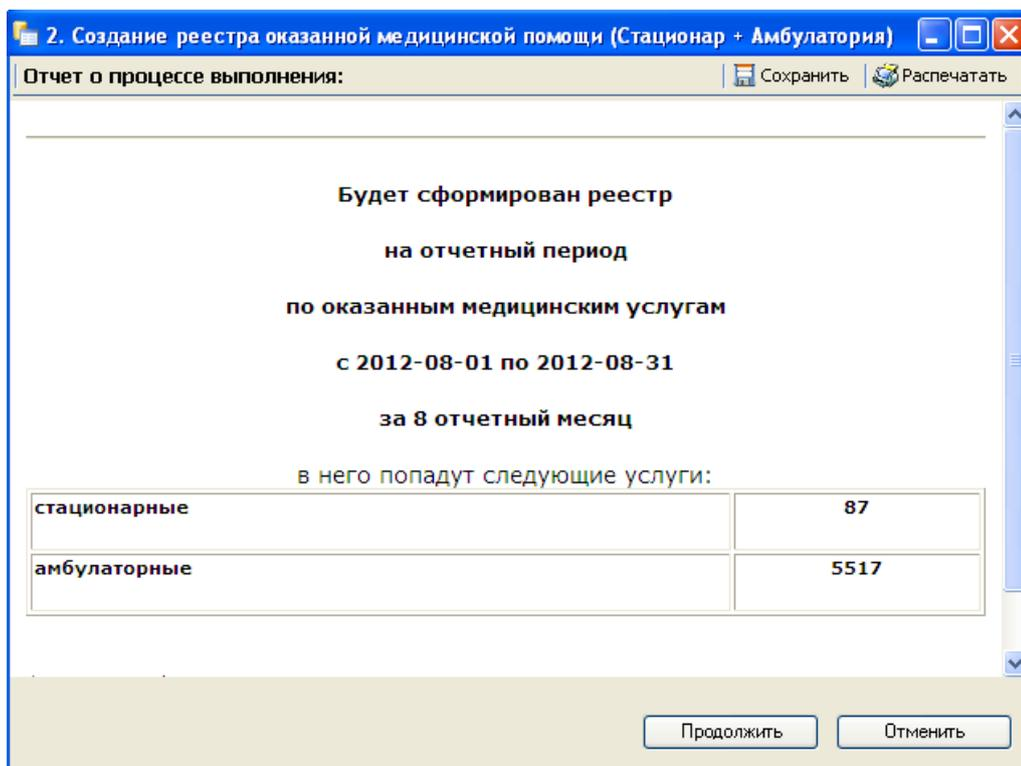 2. Создание реестра оказанной медицинской помощи (Стационар + Амбулатория)
Отчет о процессе выполнения: Сохранить Распечатать
Будет сформирован реестр
на отчетный период
по оказанным медицинским услугам
с 2012-08-01 по 2012-08-31
за 8 отчетный месяц
в него попадут следующие услуги:
стационарные 87
амбулаторные 5517
Продолжить Отменить